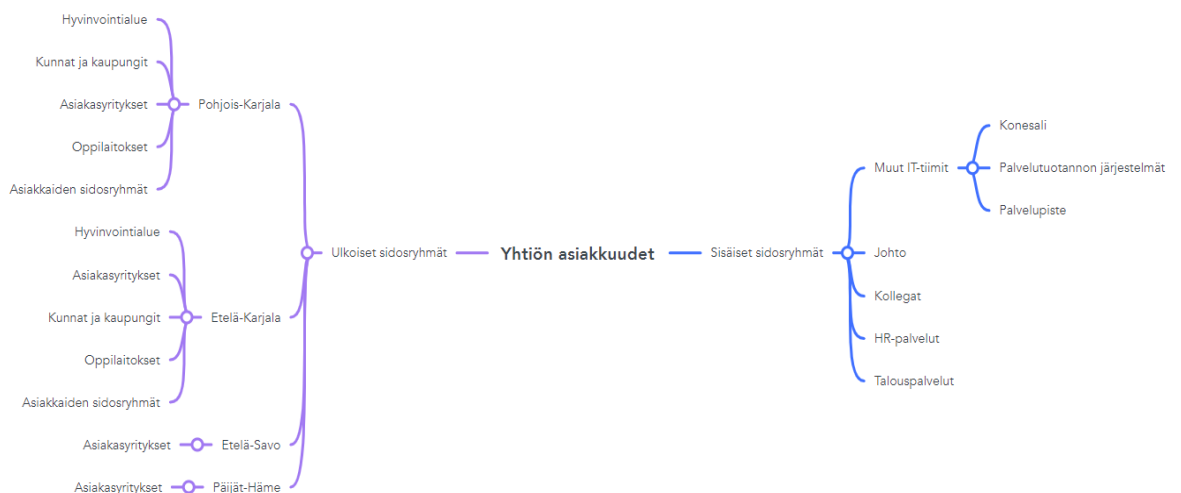 Hyvinvointialue
Kunnat ja kaupungit
Asiakasyritykset
Oppilaitokset
Asiakkaiden sidosryhmät
Pohjois-Karjala
Hyvinvointialue
Asiakasyritykset
Kunnat ja kaupungit
Oppilaitokset
Asiakkaiden sidosryhmät
Etelä-Karjala
Asiakasyritykset
Etelä-Savo
Asiakasyritykset
Päijät-Häme
Ulkoiset sidosryhmät
Yhtiön asiakkuudet
Sisäiset sidosryhmät
Muut IT-tiimit
Konesali
Palvelutuotannon järjestelmät
Palvelupiste
Johto
Kollegat
HR-palvelut
Talouspalvelut